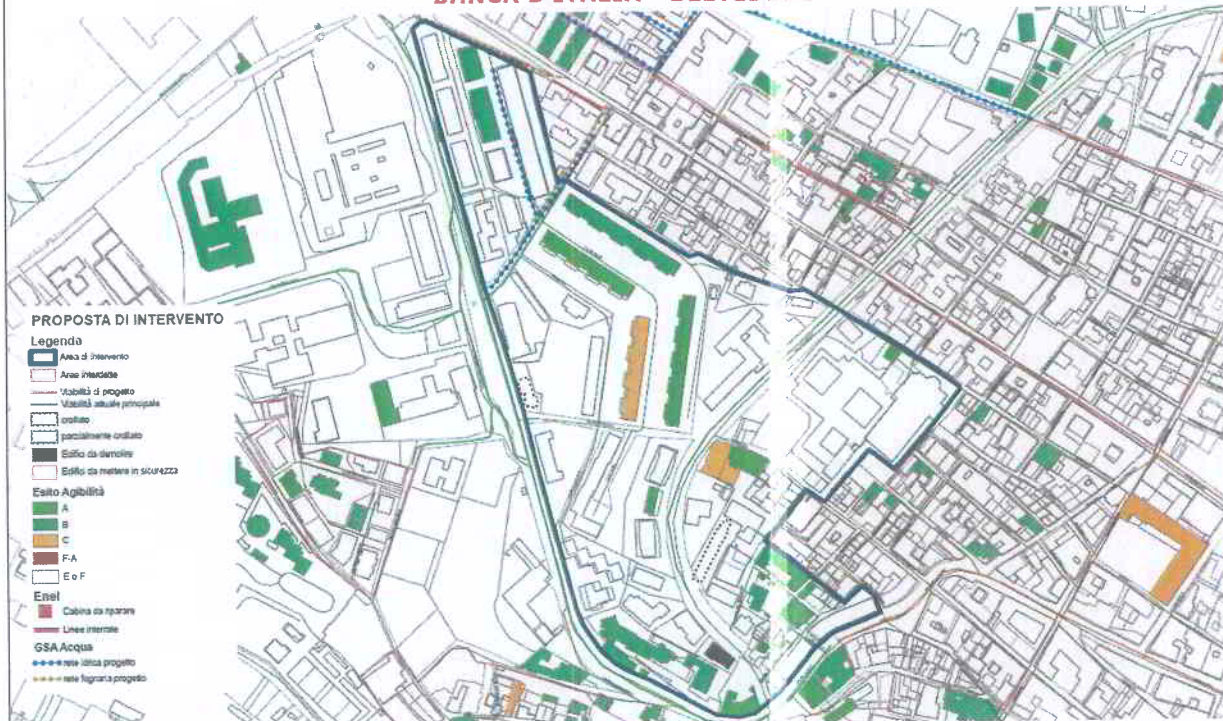 BANCA D'ITALIA
PROPOSTA DI INTERVENTO
Legenda
Area di intervento
Aree interdette
Viabilità di progetto
Viabilità attuale principale
crollato
parzialmente crollato
Edificio da demolire
Edificio da mettere in sicurezza
Esito Agibilità
A
B
C
F-A
E o F
Enel
Cabina da riparare
Linee interrate
GSA Acqua
rete idrica progetto
rete fognaria progetto